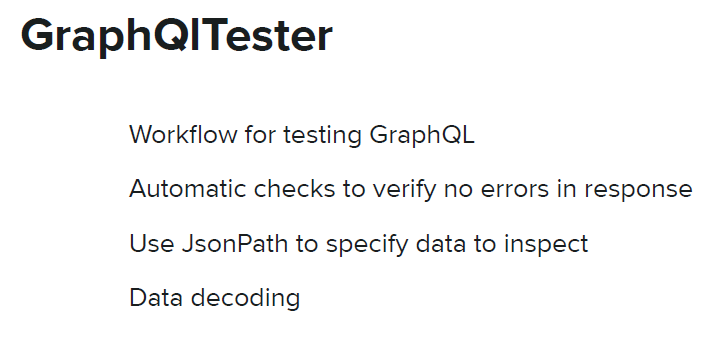 GraphQlTester
Workflow for testing GraphQL
Automatic checks to verify no errors in response
Use JsonPath to specify data to inspect
Data decoding